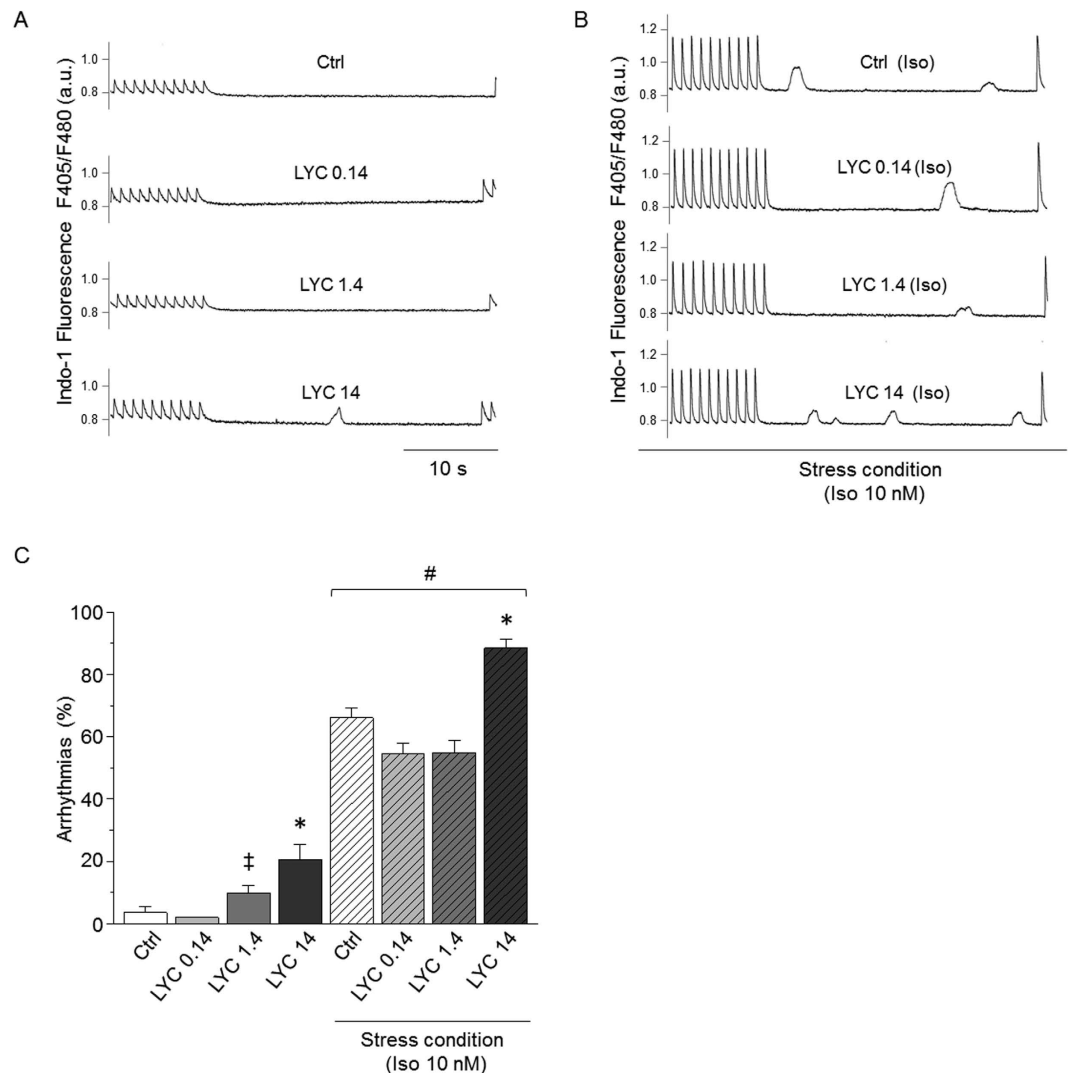 A
Indo-1 Fluorescence F405/F480 (a.u.)
1.0
0.8
Ctrl
1.0
0.8
LYC 0.14
1.0
0.8
LYC 1.4
1.0
0.8
LYC 14
10 s
B
Indo-1 Fluorescence F405/F480 (a.u.)
1.2
1.0
0.8
Ctrl (Iso)
1.2
1.0
0.8
LYC 0.14 (Iso)
1.2
1.0
0.8
LYC 1.4 (Iso)
1.2
1.0
0.8
LYC 14 (Iso)
Stress condition
(Iso 10 nM)
C
Arrhythmias (%)
100
80
60
40
20
0
‡
*
#
*
Ctrl
LYC 0.14
LYC 1.4
LYC 14
Ctrl
LYC 0.14
LYC 1.4
LYC 14
Stress condition
(Iso 10 nM)